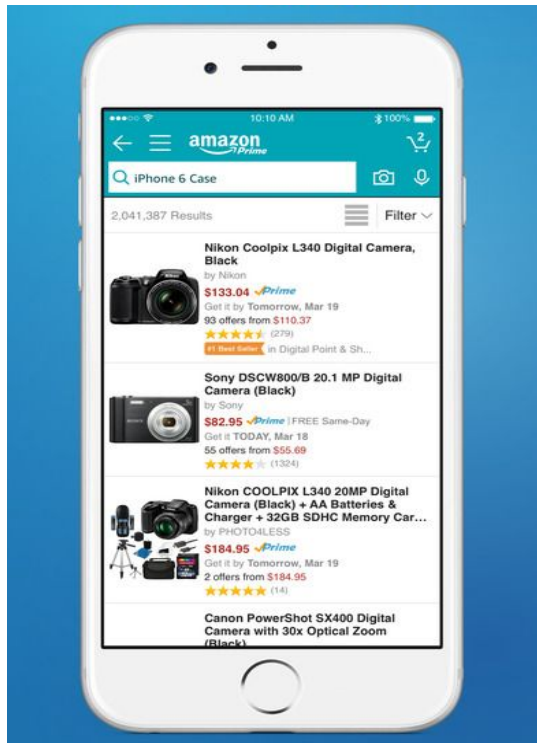 10:10 AM
100%
amazon
Prime
2
iPhone 6 Case
2,041,387 Results
Filter
Nikon Coolpix L340 Digital Camera,
Black
by Nikon
$133.04 Prime
Get it by Tomorrow, Mar 19
93 offers from $110.37
(279)
#1 Best Seller in Digital Point & Sh...
Sony DSCW800/B 20.1 MP Digital
Camera (Black)
by Sony
$82.95 Prime | FREE Same-Day
Get it TODAY, Mar 18
55 offers from $55.69
(1324)
Nikon COOLPIX L340 20MP Digital
Camera (Black) + AA Batteries &
Charger + 32GB SDHC Memory Car...
by PHOTO4LESS
$184.95 Prime
Get it by Tomorrow, Mar 19
2 offers from $184.95
(14)
Canon PowerShot SX400 Digital
Camera with 30x Optical Zoom
(Black)